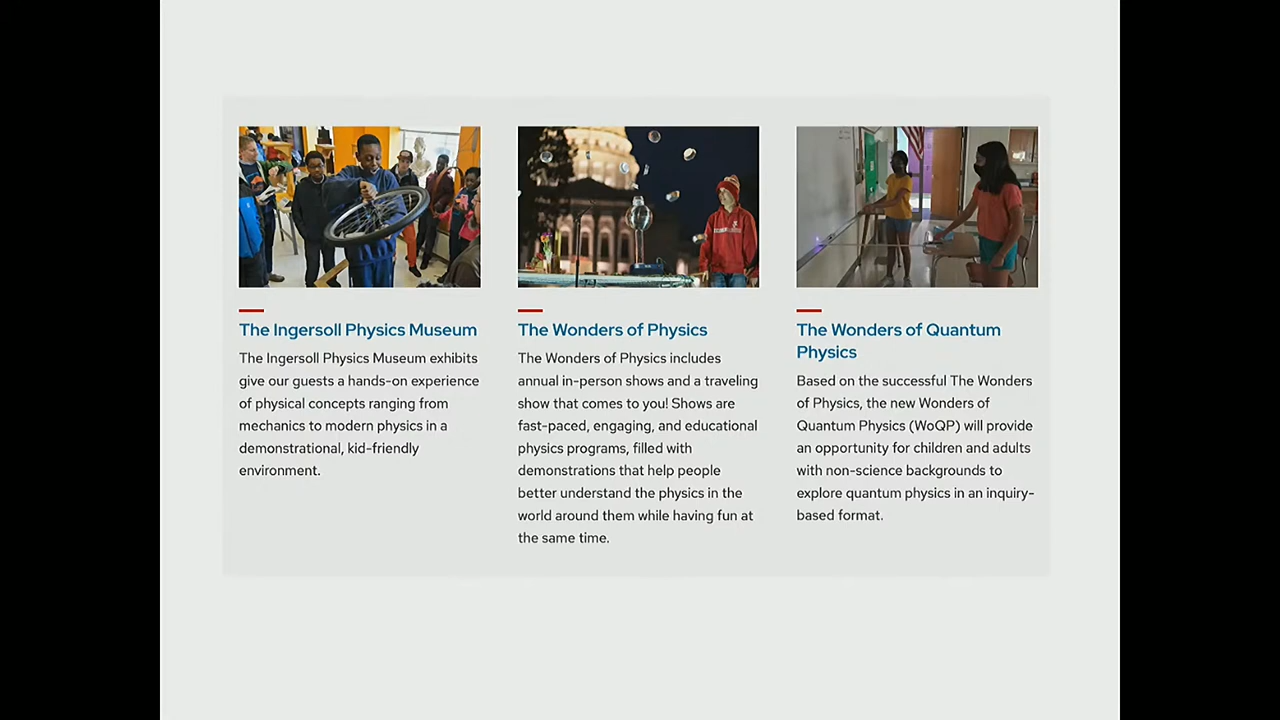 The Ingersoll Physics Museum
The Ingersoll Physics Museum exhibits
give our guests a hands-on experience
of physical concepts ranging from
mechanics to modern physics in a
demonstrational, kid-friendly
environment.
The Wonders of Physics
The Wonders of Physics includes
annual in-person shows and a traveling
show that comes to you! Shows are
fast-paced, engaging, and educational
physics programs, filled with
demonstrations that help people
better understand the physics in the
world around them while having fun at
the same time.
The Wonders of Quantum
Physics
Based on the successful The Wonders
of Physics, the new Wonders of
Quantum Physics (WoQP) will provide
an opportunity for children and adults
with non-science backgrounds to
explore quantum physics in an inquiry-
based format.